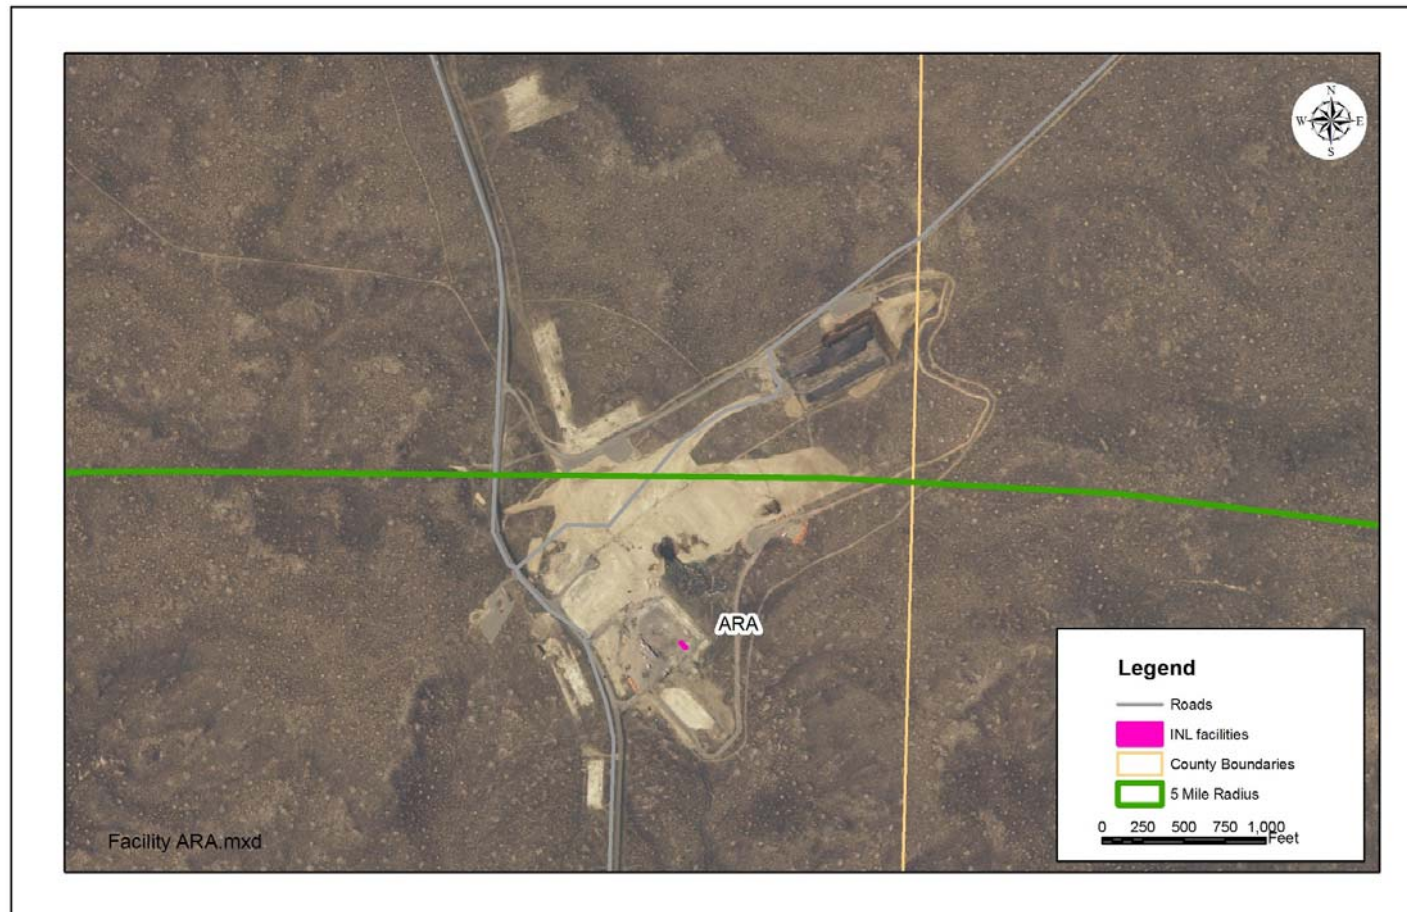 N
W E
S
ARA
Legend
Roads
INL facilities
County Boundaries
5 Mile Radius
0 250 500 750 1,000
Feet
Facility ARA.mxd